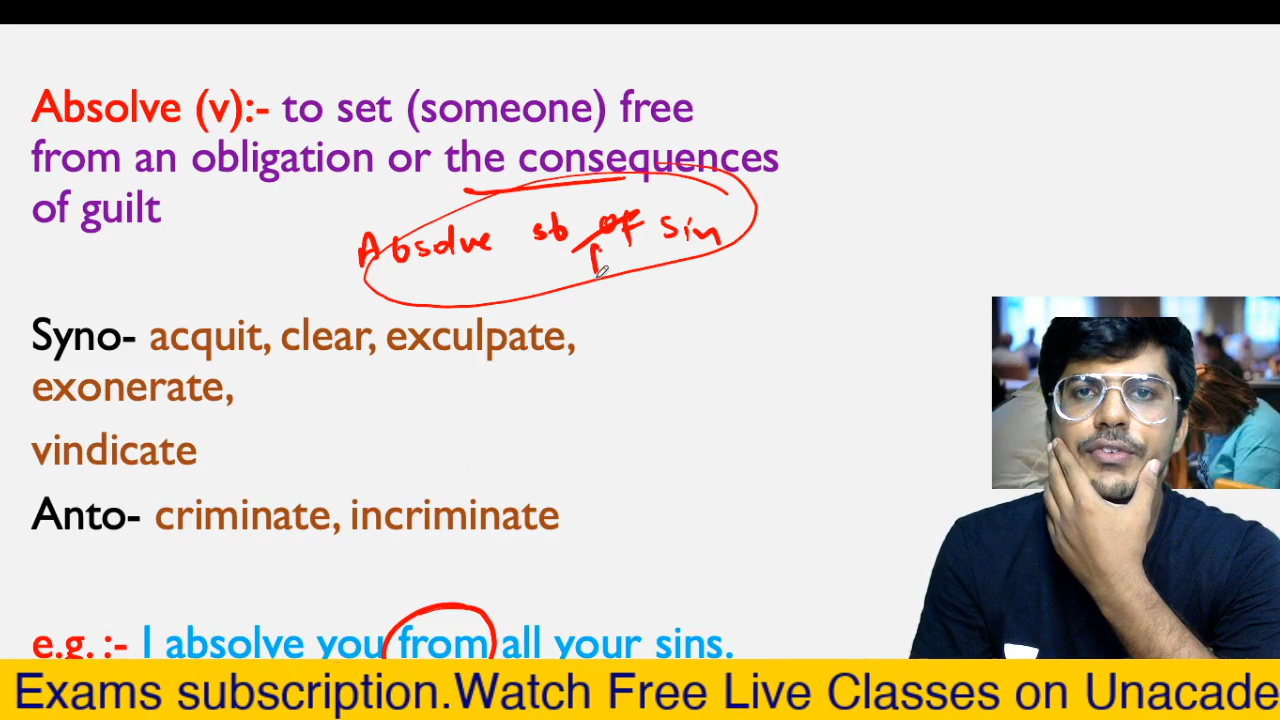 Absolve (v):- to set (someone) free
from an obligation or the consequences
of guilt
Absolve sb of sin
Syno- acquit, clear, exculpate,
exonerate,
vindicate
Anto- criminate, incriminate
e.g. :- I absolve you from all your sins.
Exams subscription.Watch Free Live Classes on Unacade